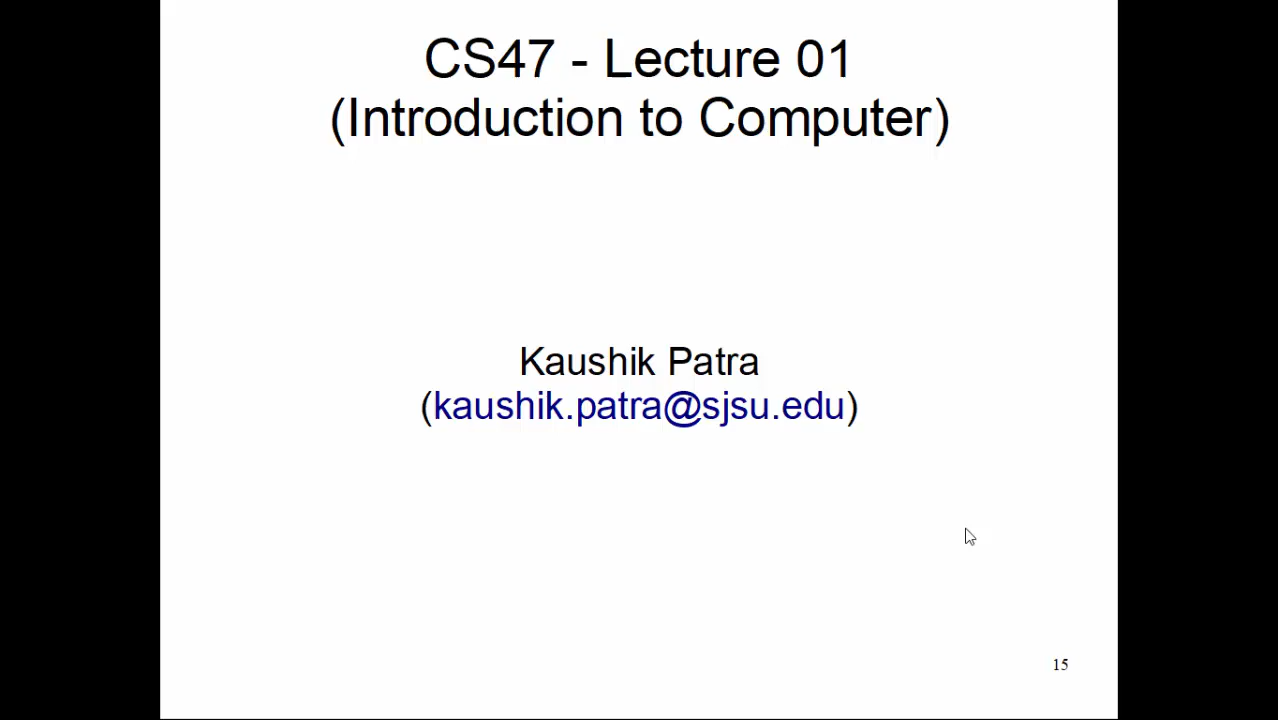 CS47 - Lecture 01
(Introduction to Computer)
Kaushik Patra
(kaushik.patra@sjsu.edu)
15